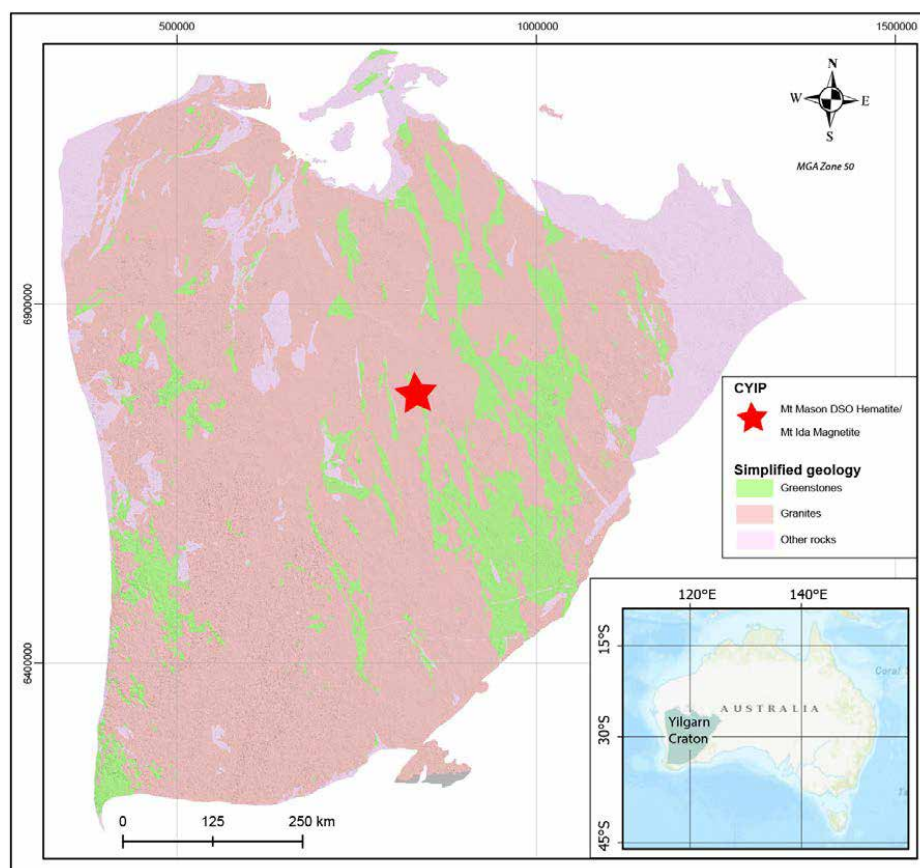 500000
1000000
1500000
N
W
E
S
MGA Zone 50
6900000
6400000
CYIP
Mt Mason DSO Hematite/
Mt Ida Magnetite
Simplified geology
Greenstones
Granites
Other rocks
0
125
250 km
120°E
140°E
15°S
30°S
45°S
Coral
AUSTRALIA
Yilgarn
Craton